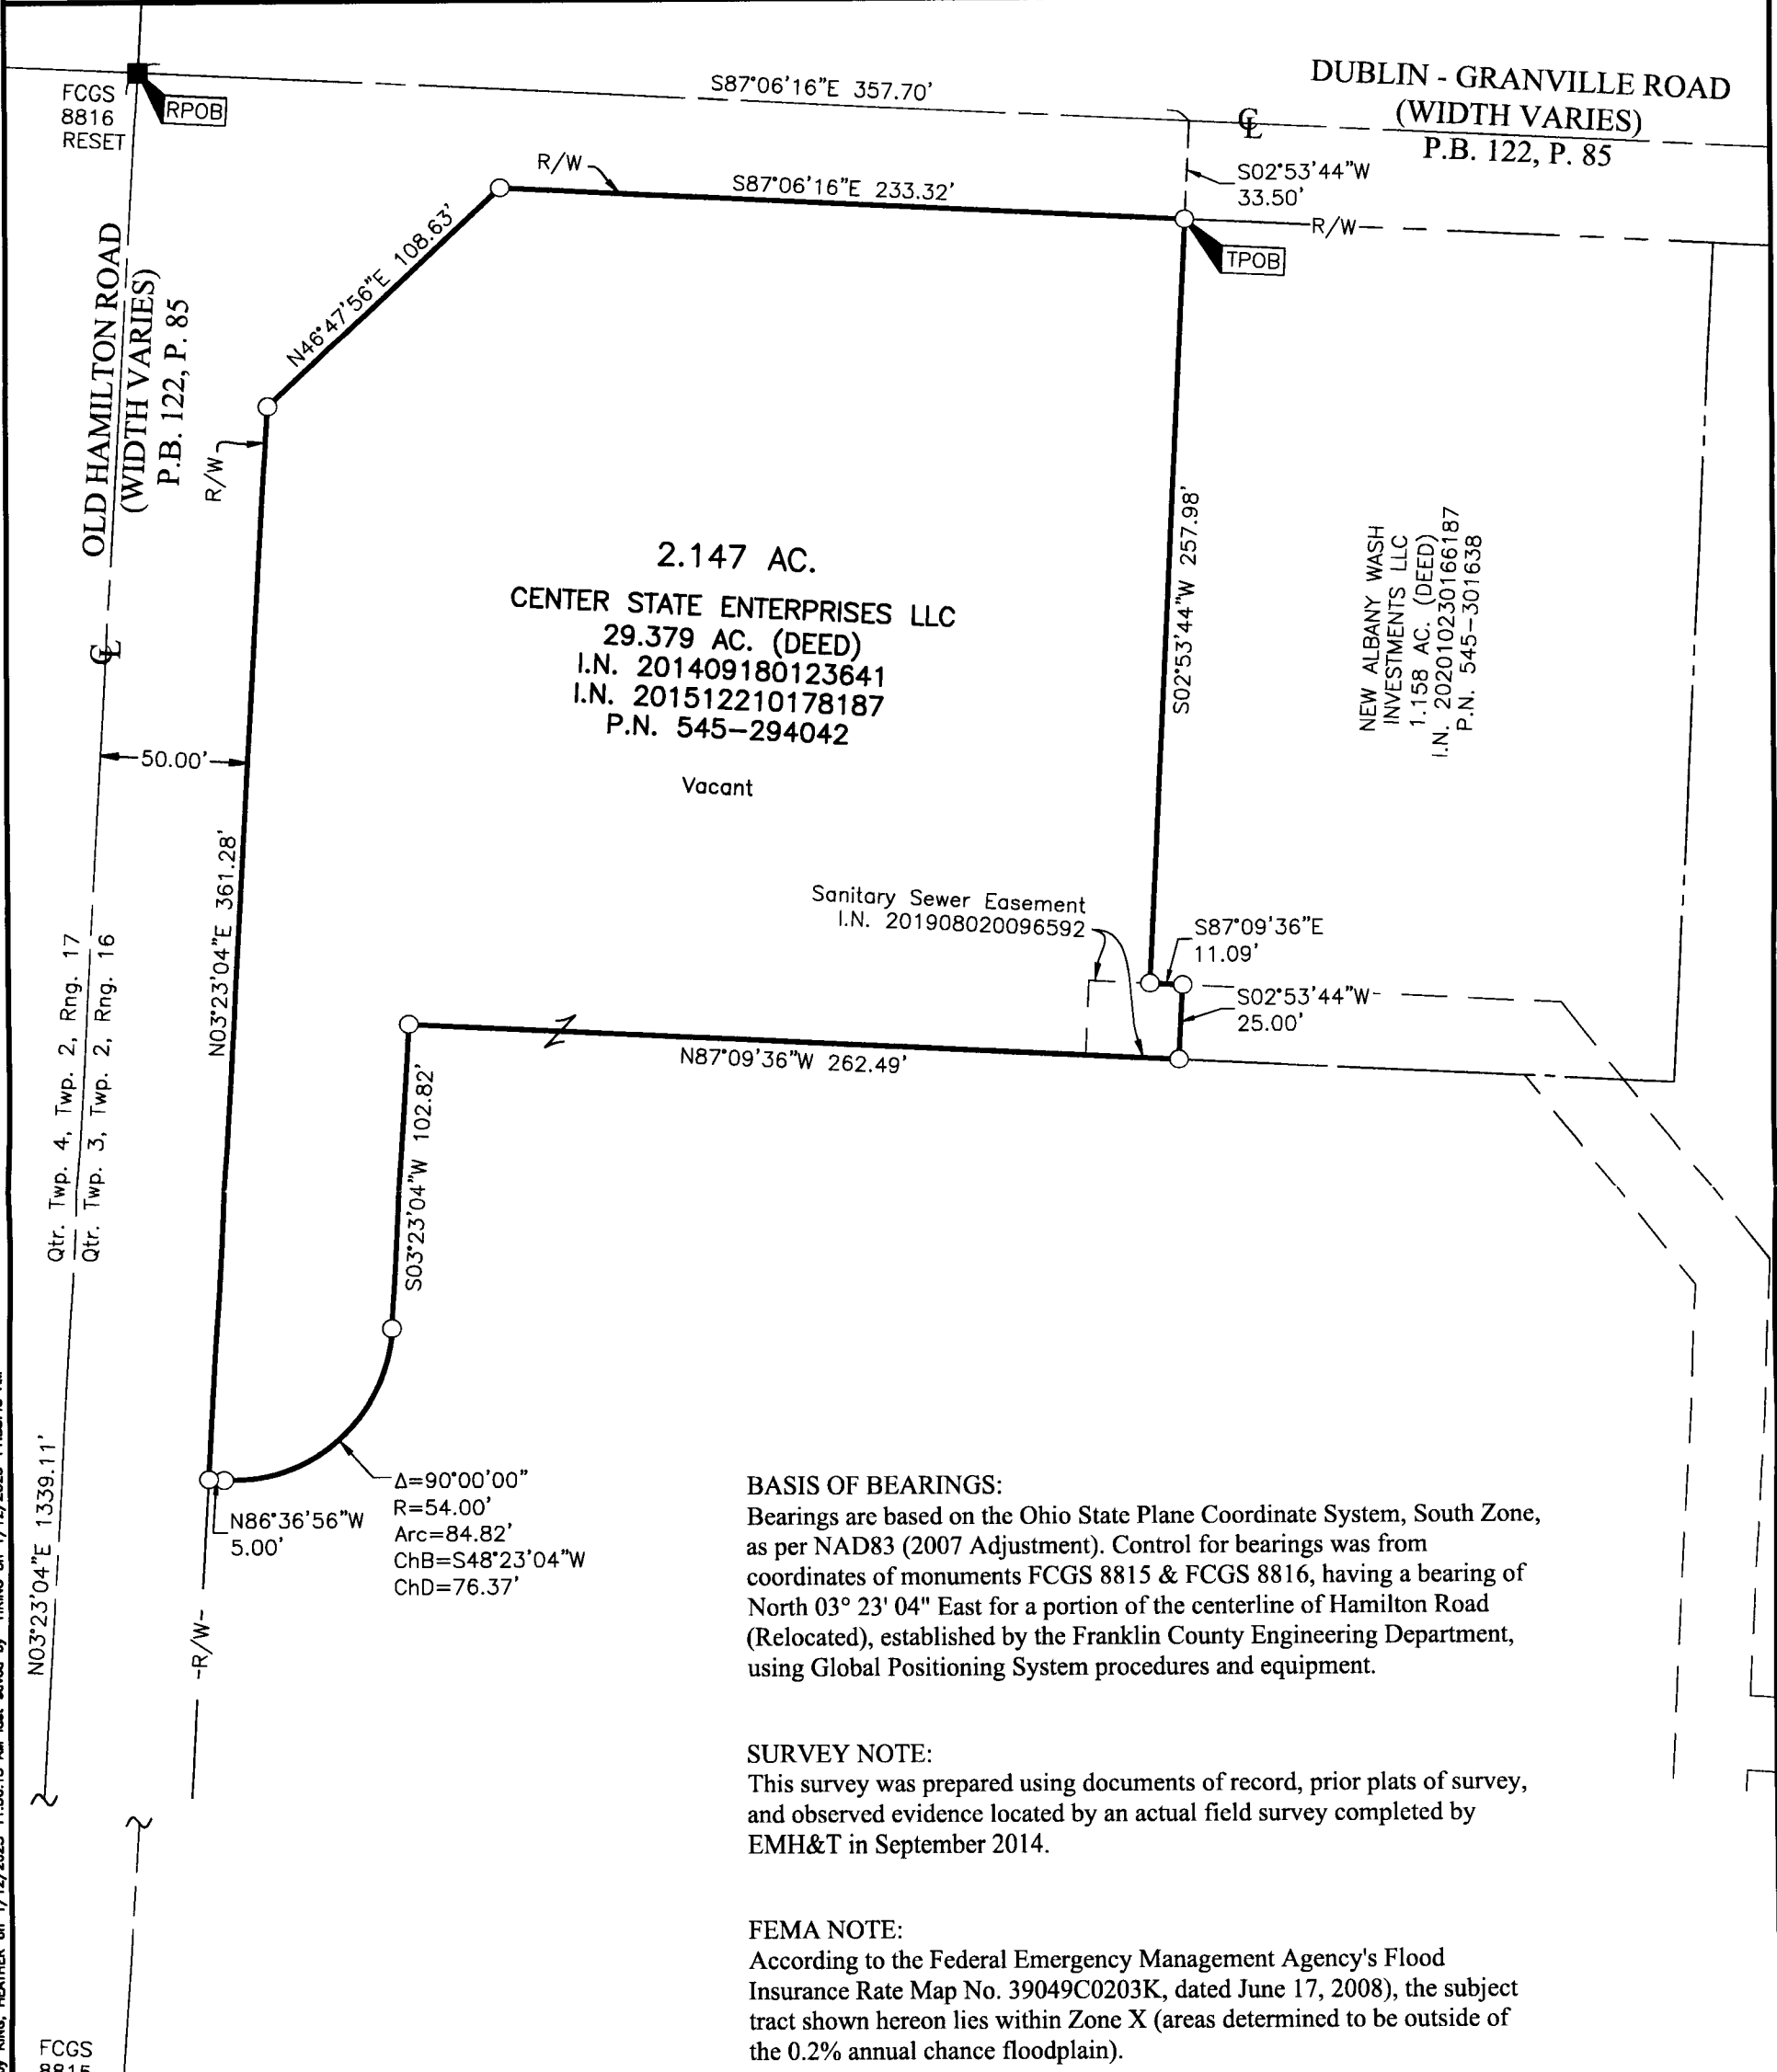 FCGS
8816
RESET
RPOB
S87°06'16"E 357.70'
DUBLIN - GRANVILLE ROAD
(WIDTH VARIES)
P.B. 122, P. 85
℄
S02°53'44"W
33.50'
R/W
S87°06'16"E 233.32'
R/W
TPOB
N46°47'56"E 108.63'
OLD HAMILTON ROAD
(WIDTH VARIES)
P.B. 122, P. 85
R/W
℄
2.147 AC.
CENTER STATE ENTERPRISES LLC
29.379 AC. (DEED)
I.N. 201409180123641
I.N. 201512210178187
P.N. 545-294042
Vacant
S02°53'44"W 257.98'
NEW ALBANY WASH
INVESTMENTS LLC
1.158 AC. (DEED)
I.N. 202010230166187
P.N. 545-301638
50.00'
N03°23'04"E 361.28'
Sanitary Sewer Easement
I.N. 201908020096592
S87°09'36"E
11.09'
S02°53'44"W
25.00'
Qtr. Twp. 4, Twp. 2, Rng. 17
Qtr. Twp. 3, Twp. 2, Rng. 16
N87°09'36"W 262.49'
S03°23'04"W 102.82'
N03°23'04"E 1339.11'
N86°36'56"W
5.00'
Δ=90°00'00"
R=54.00'
Arc=84.82'
ChB=S48°23'04"W
ChD=76.37'
R/W
BASIS OF BEARINGS:
Bearings are based on the Ohio State Plane Coordinate System, South Zone,
as per NAD83 (2007 Adjustment). Control for bearings was from
coordinates of monuments FCGS 8815 & FCGS 8816, having a bearing of
North 03° 23' 04" East for a portion of the centerline of Hamilton Road
(Relocated), established by the Franklin County Engineering Department,
using Global Positioning System procedures and equipment.
SURVEY NOTE:
This survey was prepared using documents of record, prior plats of survey,
and observed evidence located by an actual field survey completed by
EMH&T in September 2014.
FEMA NOTE:
According to the Federal Emergency Management Agency's Flood
Insurance Rate Map No. 39049C0203K, dated June 17, 2008), the subject
tract shown hereon lies within Zone X (areas determined to be outside of
the 0.2% annual chance floodplain).
FCGS
8815